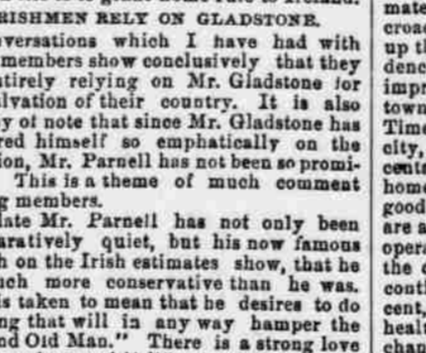 RISHMEN RELY ON GLADSTONE.
versations which I have had with
members show conclusively that they
ntirely relying on Mr. Gladstone for
lvation of their country. It is also
y of note that since Mr. Gladstone has
red himself so emphatically on the
ion, Mr. Parnell has not been so promi-
This is a theme of much comment
g members.
late Mr. Parnell has not only been
aratively quiet, but his now famous
h on the Irish estimates show, that he
uch more conservative than he was.
is taken to mean that he desires to do
ng that will in any way hamper the
nd Old Man." There is a strong love
mate
croac
up th
denc
impr
town
Time
city,
cents
home
good
are a
opera
the c
conti
cent,
healt
chan